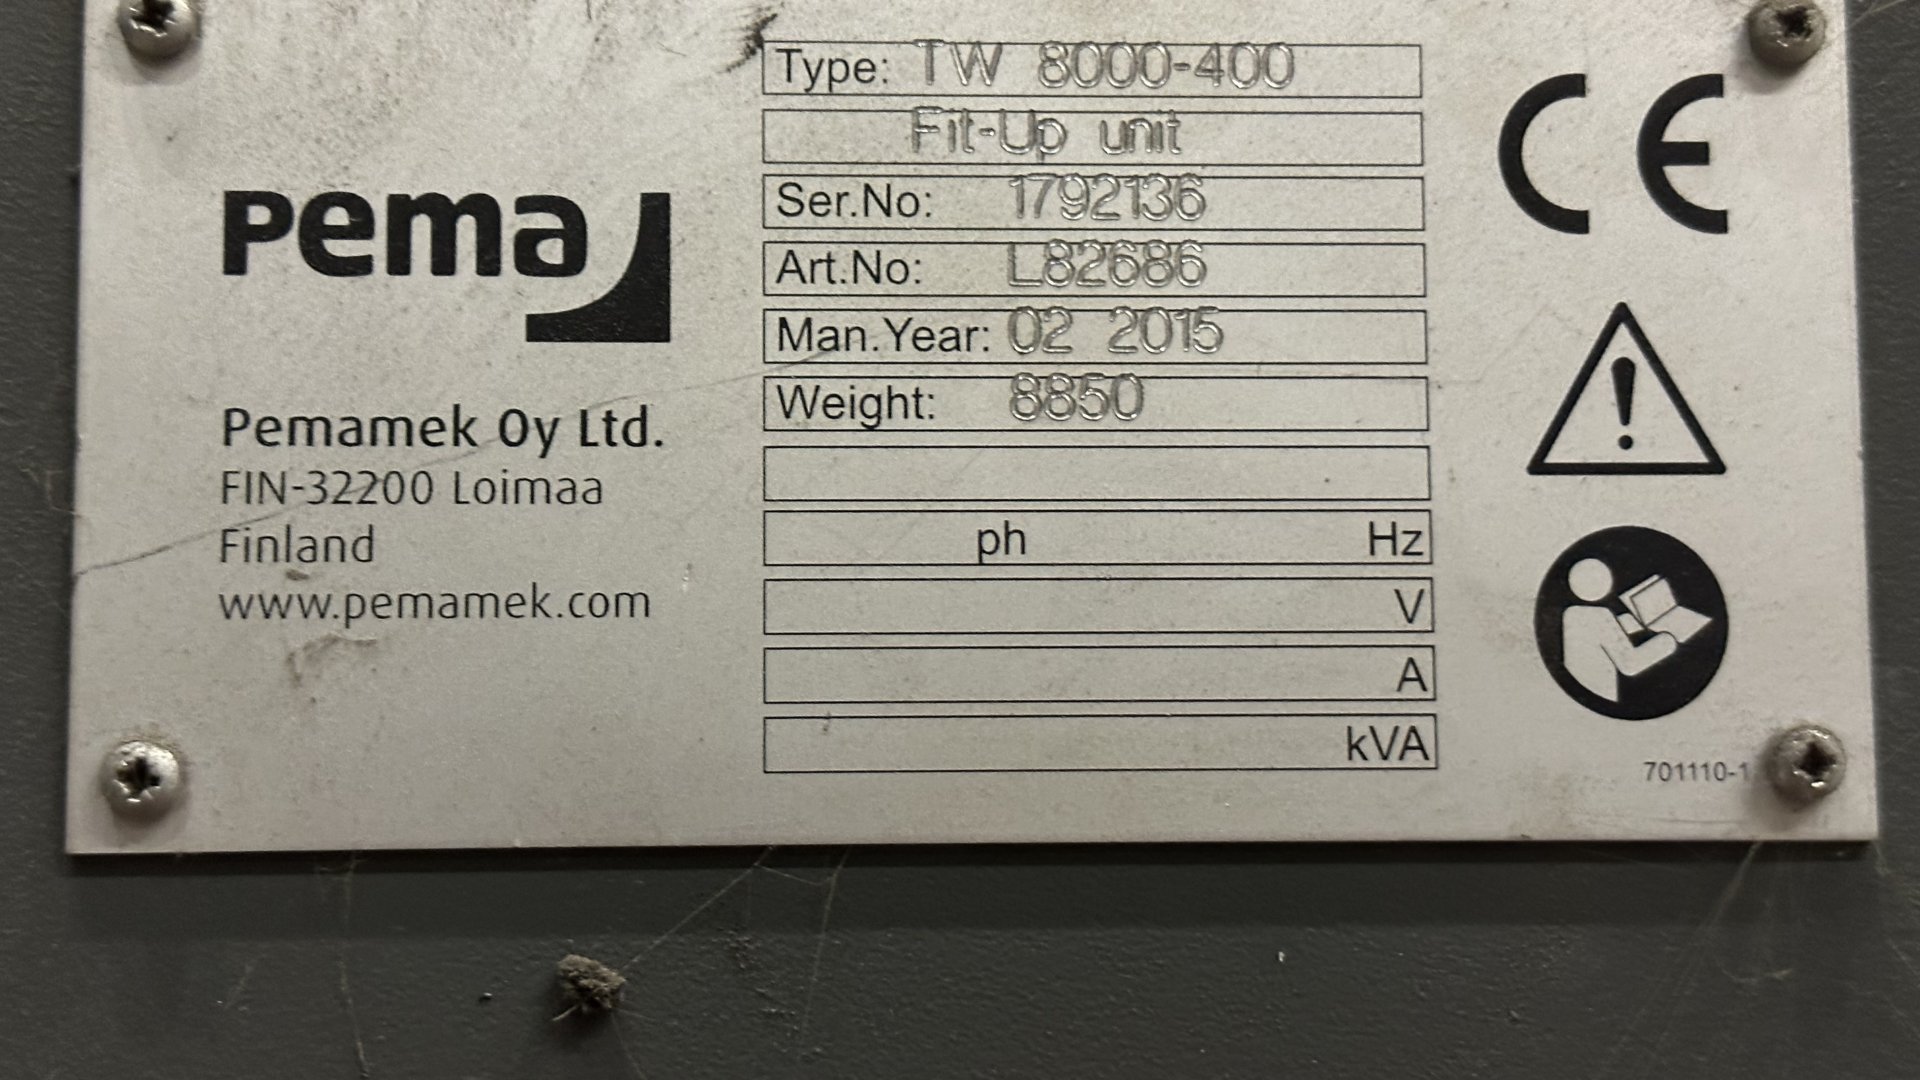 pema
Pemamek Oy Ltd.
FIN-32200 Loimaa
Finland
www.pemamek.com
Type: TW 8000-400
Fit-Up unit
Ser.No: 1792136
Art.No: L82686
Man.Year: 02 2015
Weight: 8850
ph Hz
V
A
kVA
CE
701110-1